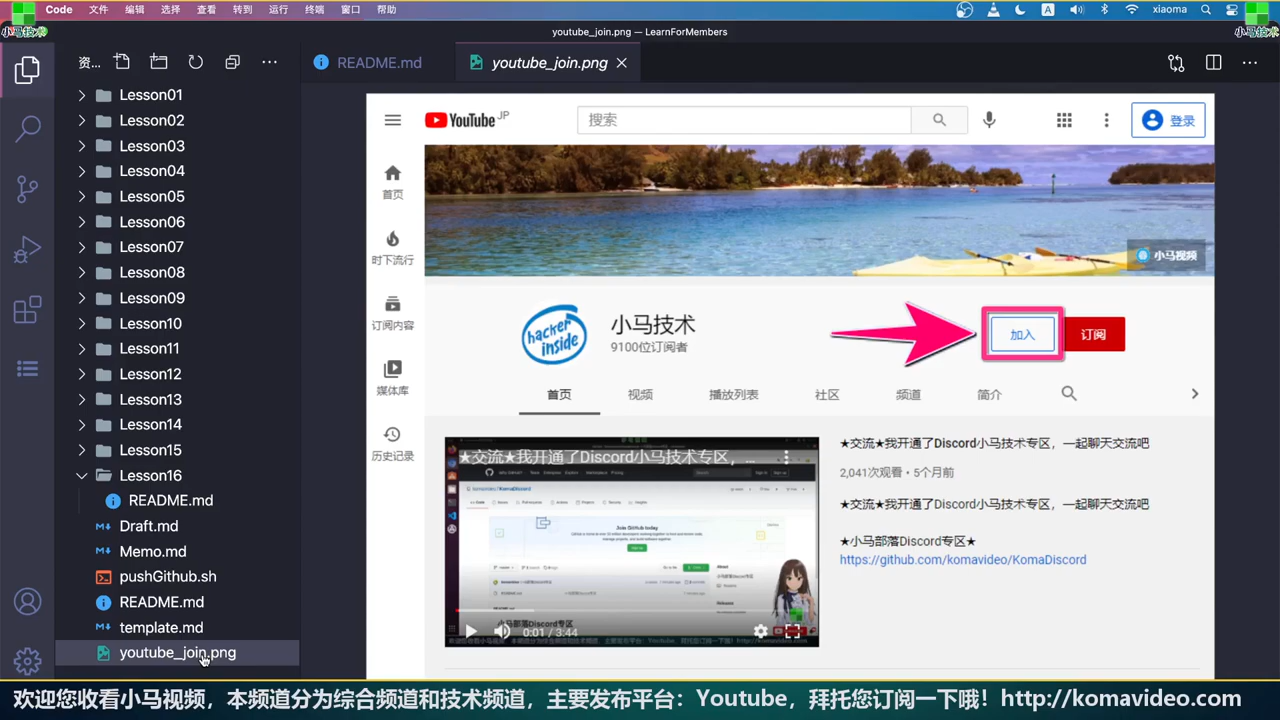 Code 文件 编辑 选择 查看 转到 运行 终端 窗口 帮助 A xiaoma
小马技术
小马技术
youtube_join.png — LearnForMembers
资...
README.md
youtube_join.png
Lesson01
Lesson02
Lesson03
Lesson04
Lesson05
Lesson06
Lesson07
Lesson08
Lesson09
Lesson10
Lesson11
Lesson12
Lesson13
Lesson14
Lesson15
Lesson16
README.md
Draft.md
Memo.md
pushGithub.sh
README.md
template.md
youtube_join.png
YouTube JP
搜索
登录
首页
时下流行
订阅内容
媒体库
历史记录
小马视频
hacker inside
小马技术
9100位订阅者
加入
订阅
首页 视频 播放列表 社区 频道 简介
★交流★我开通了Discord小马技术专区，...
Join GitHub today
0:01 / 3:44
★交流★我开通了Discord小马技术专区，一起聊天交流吧
2,041次观看 • 5个月前
★交流★我开通了Discord小马技术专区，一起聊天交流吧
★小马部落Discord专区★
https://github.com/komavideo/KomaDiscord
欢迎您收看小马视频，本频道分为综合频道和技术频道，主要发布平台：Youtube，拜托您订阅一下哦！http://komavideo.com